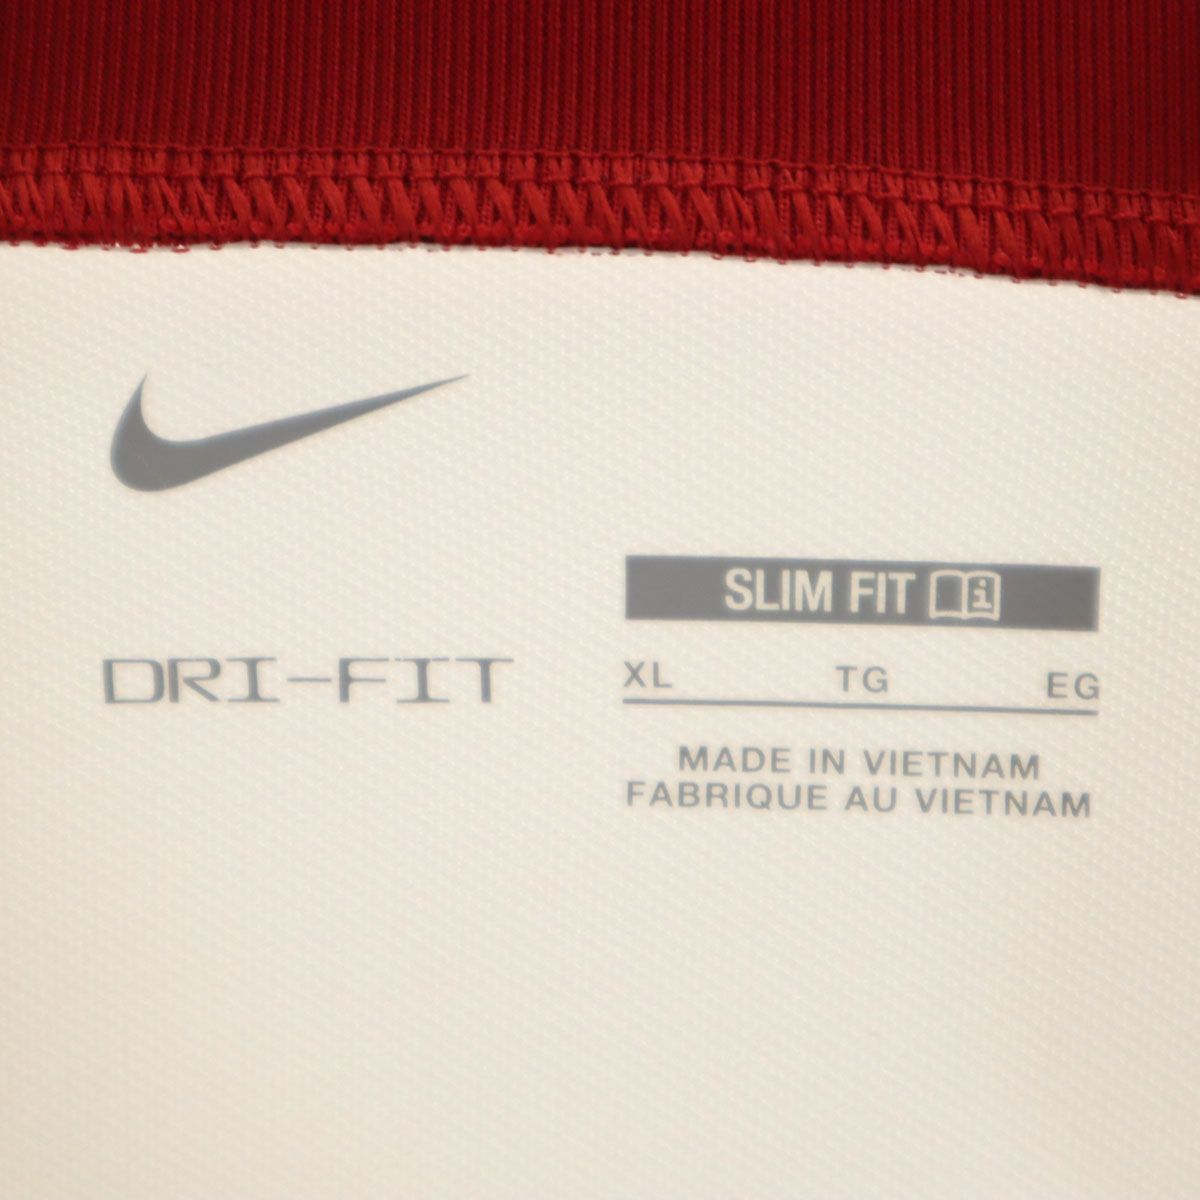 SLIM FIT
DRI-FIT
XL TG EG
MADE IN VIETNAM
FABRIQUE AU VIETNAM